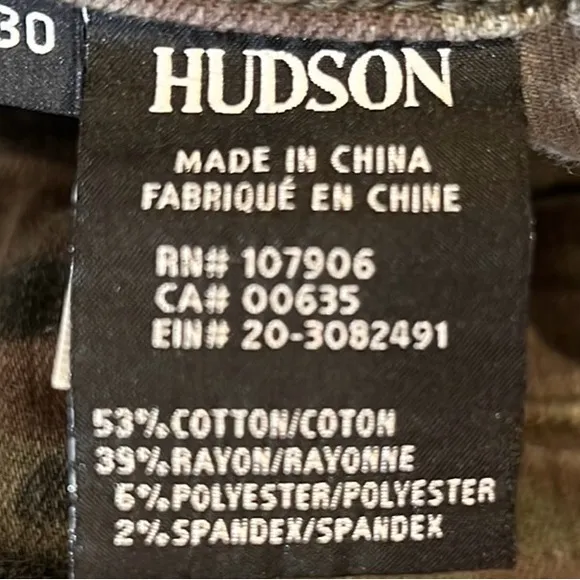 30
HUDSON
MADE IN CHINA
FABRIQUÉ EN CHINE
RN# 107906
CA# 00635
EIN# 20-3082491
53% COTTON/COTON
39% RAYON/RAYONNE
6% POLYESTER/POLYESTER
2% SPANDEX/SPANDEX